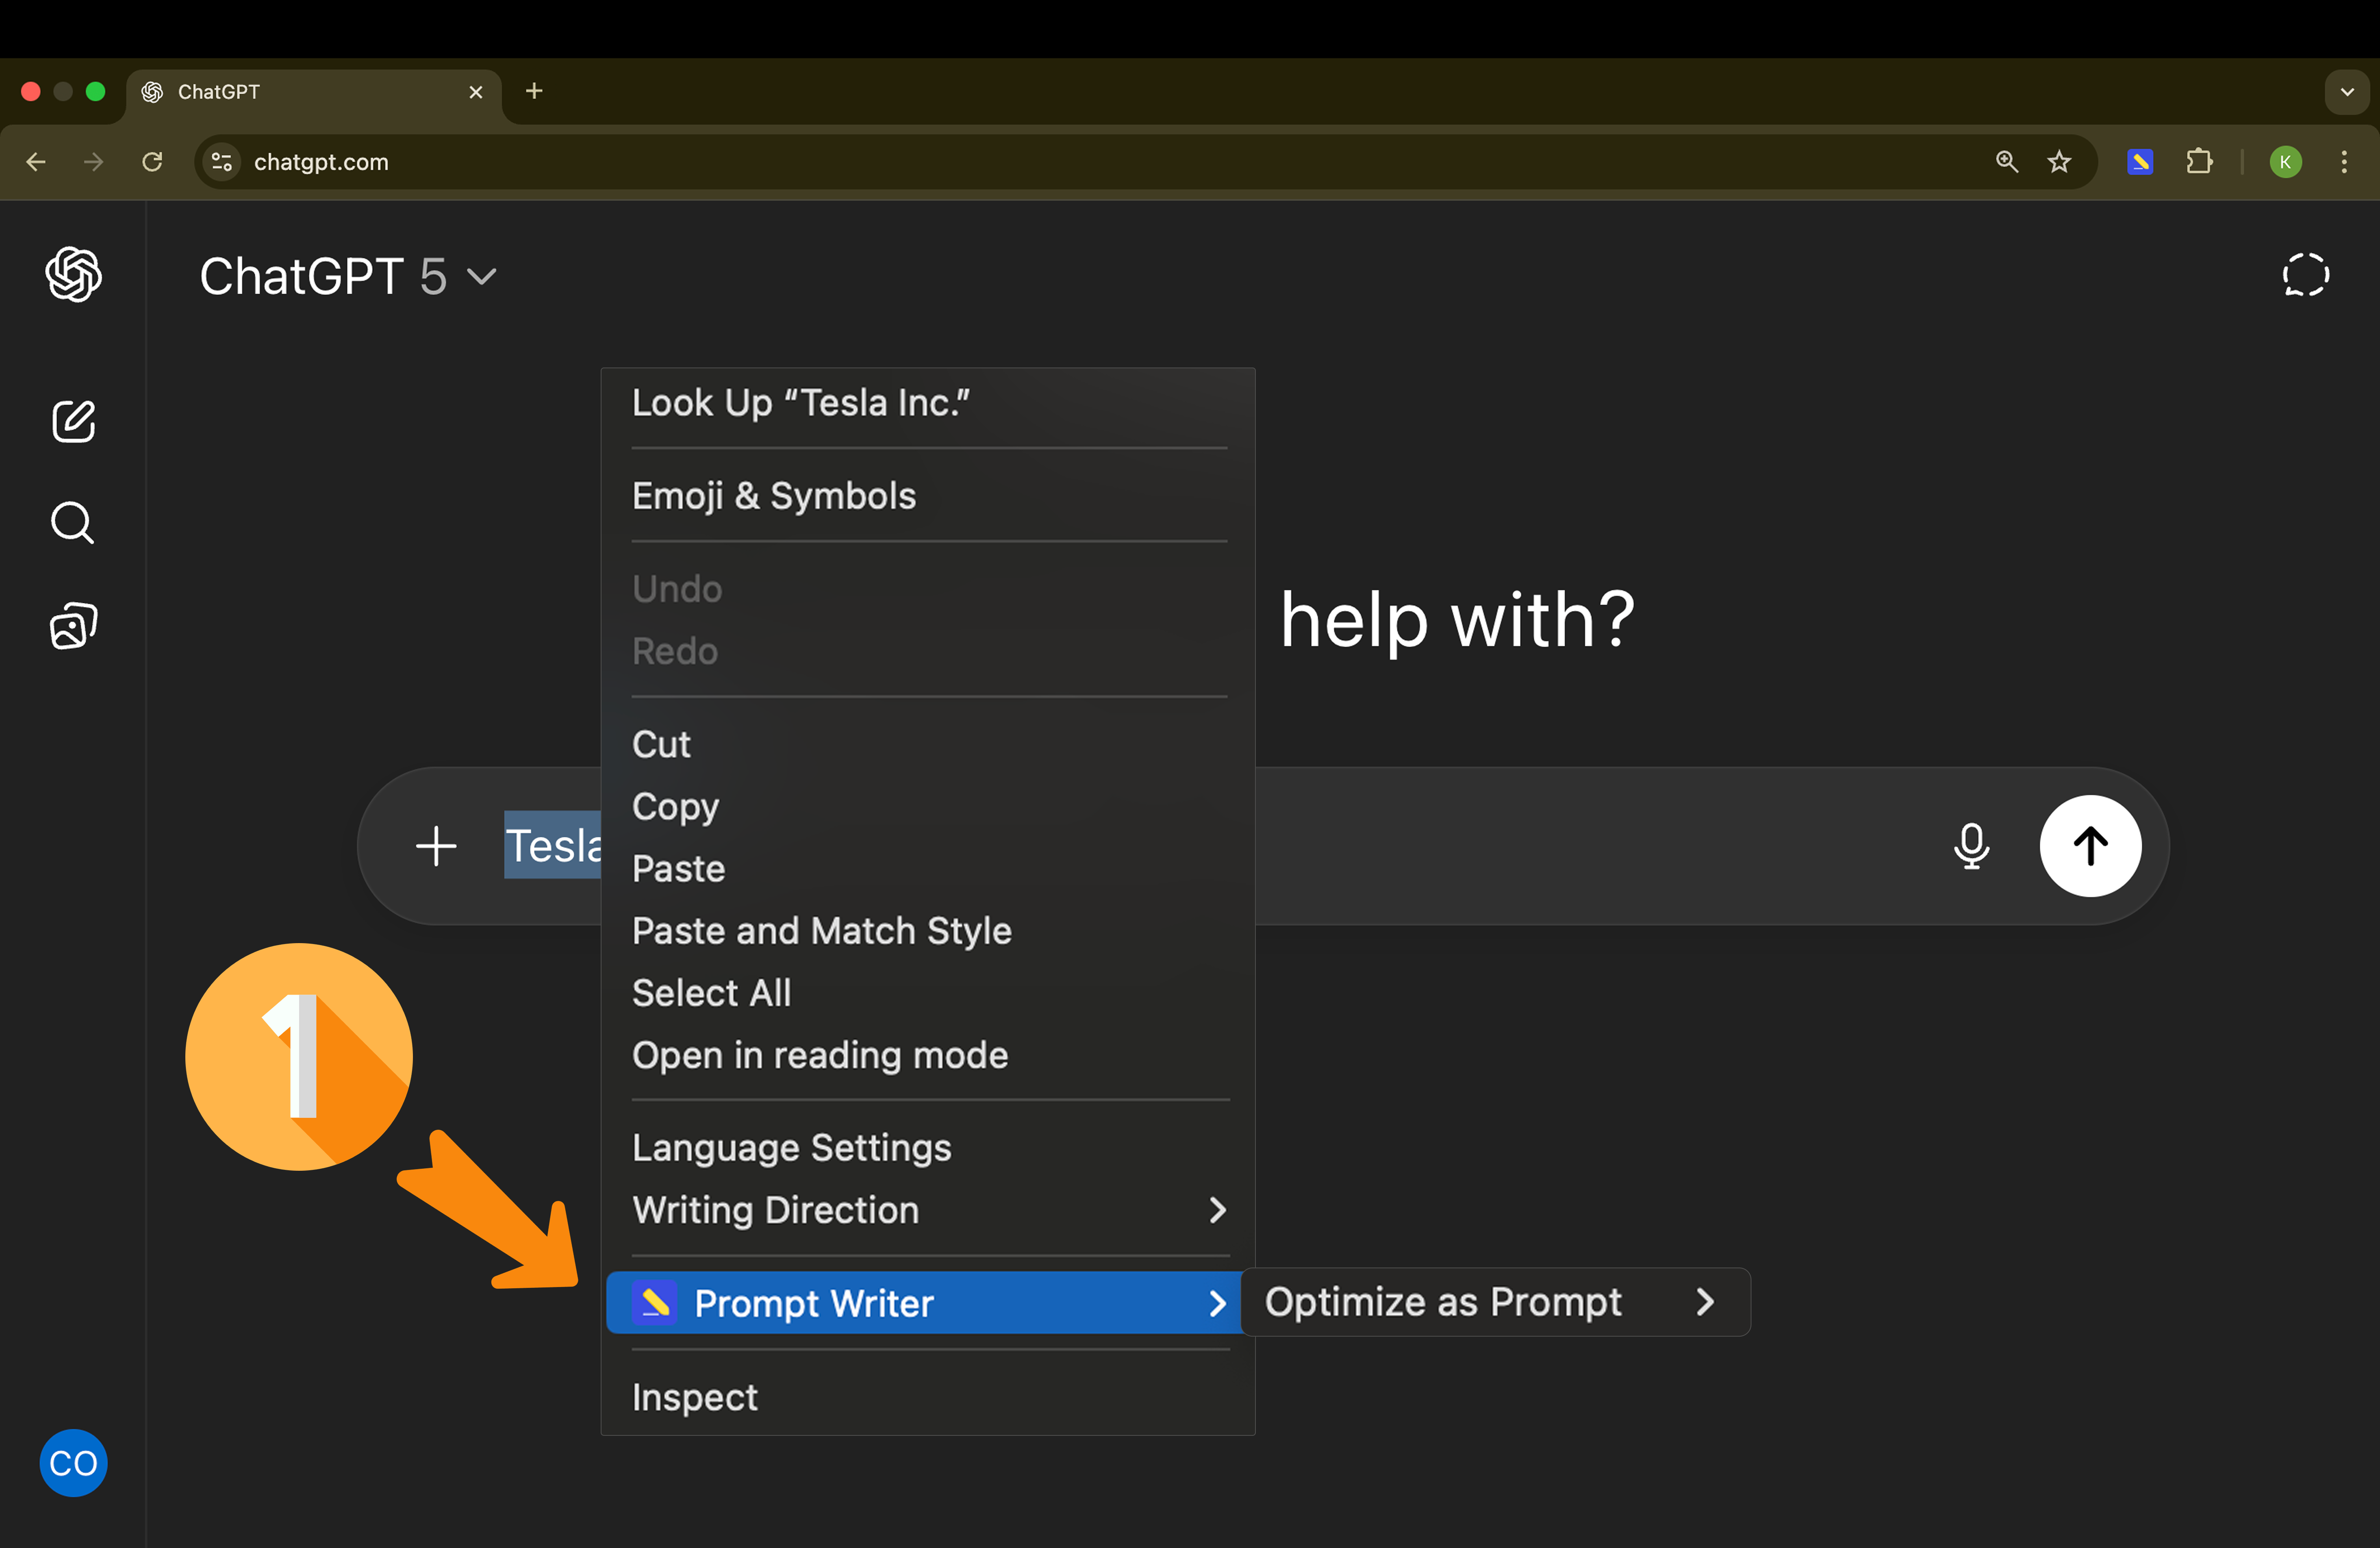 ChatGPT
chatgpt.com
K
ChatGPT 5
Look Up “Tesla Inc.”
Emoji & Symbols
Undo
Redo
help with?
Cut
Copy
Tesla
Paste
Paste and Match Style
Select All
Open in reading mode
1
Language Settings
Writing Direction
Prompt Writer
Optimize as Prompt
Inspect
CO